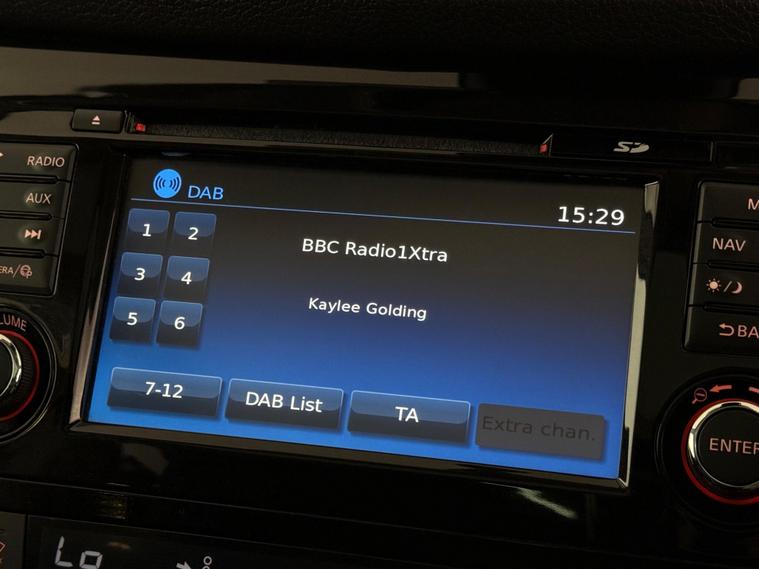 RADIO
AUX
DAB
15:29
1 2
3 4
5 6
BBC Radio1Xtra
Kaylee Golding
7-12
DAB List
TA
Extra chan.
NAV
ENTER
Lo